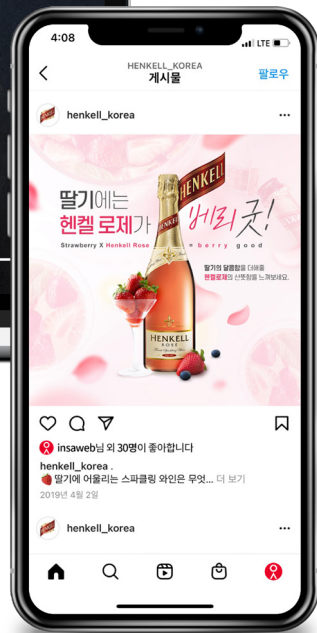 4:08
LTE
HENKELL_KOREA
게시물
팔로우
henkell_korea
딸기에는
헨켈 로제가 베리 굿!
Strawberry X Henkell Rose = berry good
딸기의 달콤함을 더해줄
헨켈로제의 산뜻함을 느껴보세요.
HENKELL
HENKELL
HENKELL
ROSÉ
insaweb님 외 30명이 좋아합니다
henkell_korea .
딸기에 어울리는 스파클링 와인은 무엇... 더 보기
2019년 4월 2일
henkell_korea